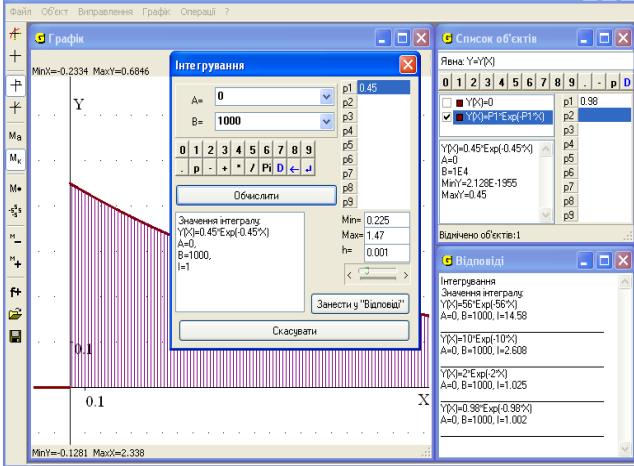 Файл Об'єкт Виправлення Графік Операції ?
Графік
MinX=-0.2334 MaxY=0.6846
Y
0.1
0.1
X
MinY=-0.1281 MaxX=2.338
Ma
Mк
M
M
M
f+
Інтегрування
A= 0
B= 1000
0 1 2 3 4 5 6 7 8 9
. p - + * / Pi D ← ↲
Обчислити
Значення інтегралу:
Y(X)=0.45*Exp(-0.45*X)
A=0,
B=1000,
I=1
p1 0.45
p2
p3
p4
p5
p6
p7
p8
p9
Min= 0.225
Max= 1.47
h= 0.001
Занести у "Відповіді"
Скасувати
Список об'єктів
Явна: Y=Y(X)
0 1 2 3 4 5 6 7 8 9 . - p D
Y(X)=0
Y(X)=P1*Exp(-P1*X)
p1 0.98
p2
p3
p4
p5
p6
p7
p8
p9
Y(X)=0.45*Exp(-0.45*X)
A=0
B=1E4
MinY=2.128E-1955
MaxY=0.45
Відмічено об'єктів:1
Відповіді
Інтегрування
Значення інтегралу:
Y(X)=56*Exp(-56*X)
A=0, B=1000, I=14.58
Y(X)=10*Exp(-10*X)
A=0, B=1000, I=2.608
Y(X)=2*Exp(-2*X)
A=0, B=1000, I=1.025
Y(X)=0.98*Exp(-0.98*X)
A=0, B=1000, I=1.002